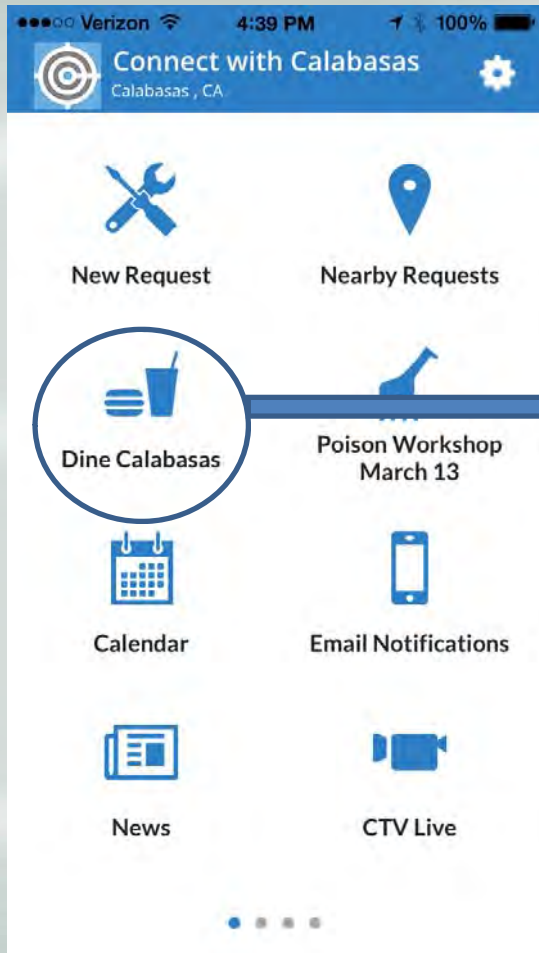 Verizon 4:39 PM 100%
Connect with Calabasas
Calabasas , CA
New Request Nearby Requests
Dine Calabasas Poison Workshop
March 13
Calendar Email Notifications
News CTV Live